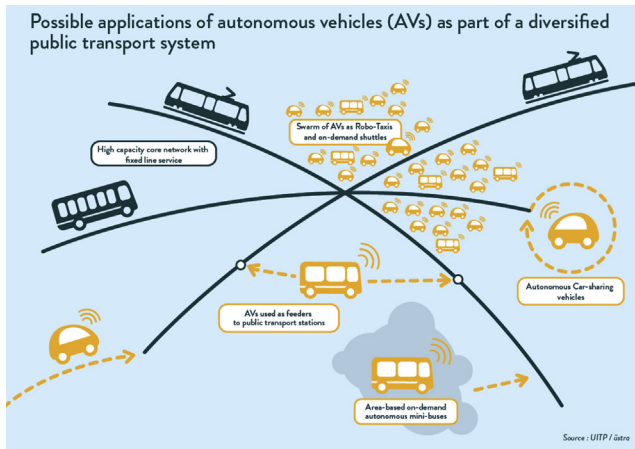 Possible applications of autonomous vehicles (AVs) as part of a diversified
public transport system
Swarm of AVs as Robo-Taxis
and on-demand shuttles
High capacity core network with
fixed line service
Autonomous Car-sharing
vehicles
AVs used as feeders
to public transport stations
Area-based on-demand
autonomous mini-buses
Source : UITP / üstra